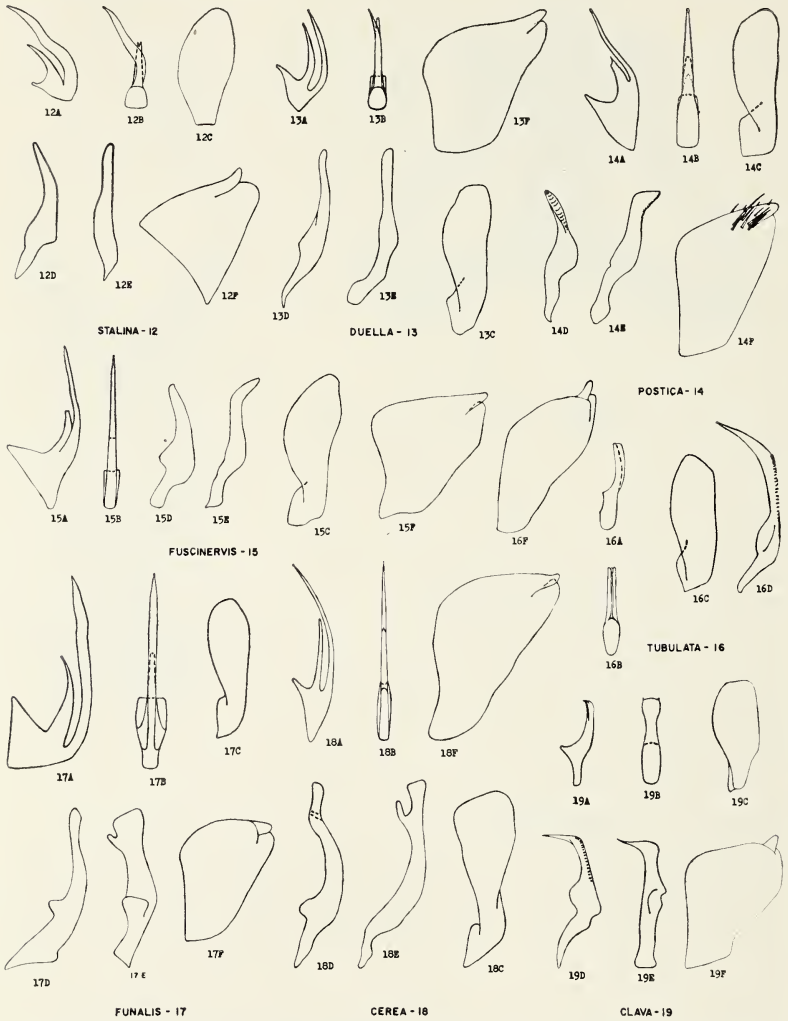 12A
12B
12C
13A
13B
13F
14A
14B
14C
12D
12E
12F
13D
13E
13C
14D
14E
14F
STALINA - 12
DUELLA - 13
POSTICA - 14
15A
15B
15D
15E
15C
15F
16F
16A
16C
16D
FUSCINERVIS - 15
16B
TUBULATA - 16
17A
17B
17C
18A
18B
18F
19A
19B
19C
17D
17 E
17F
18D
18E
18C
19D
19E
19F
FUNALIS - 17
CEREA - 18
CLAVA - 19